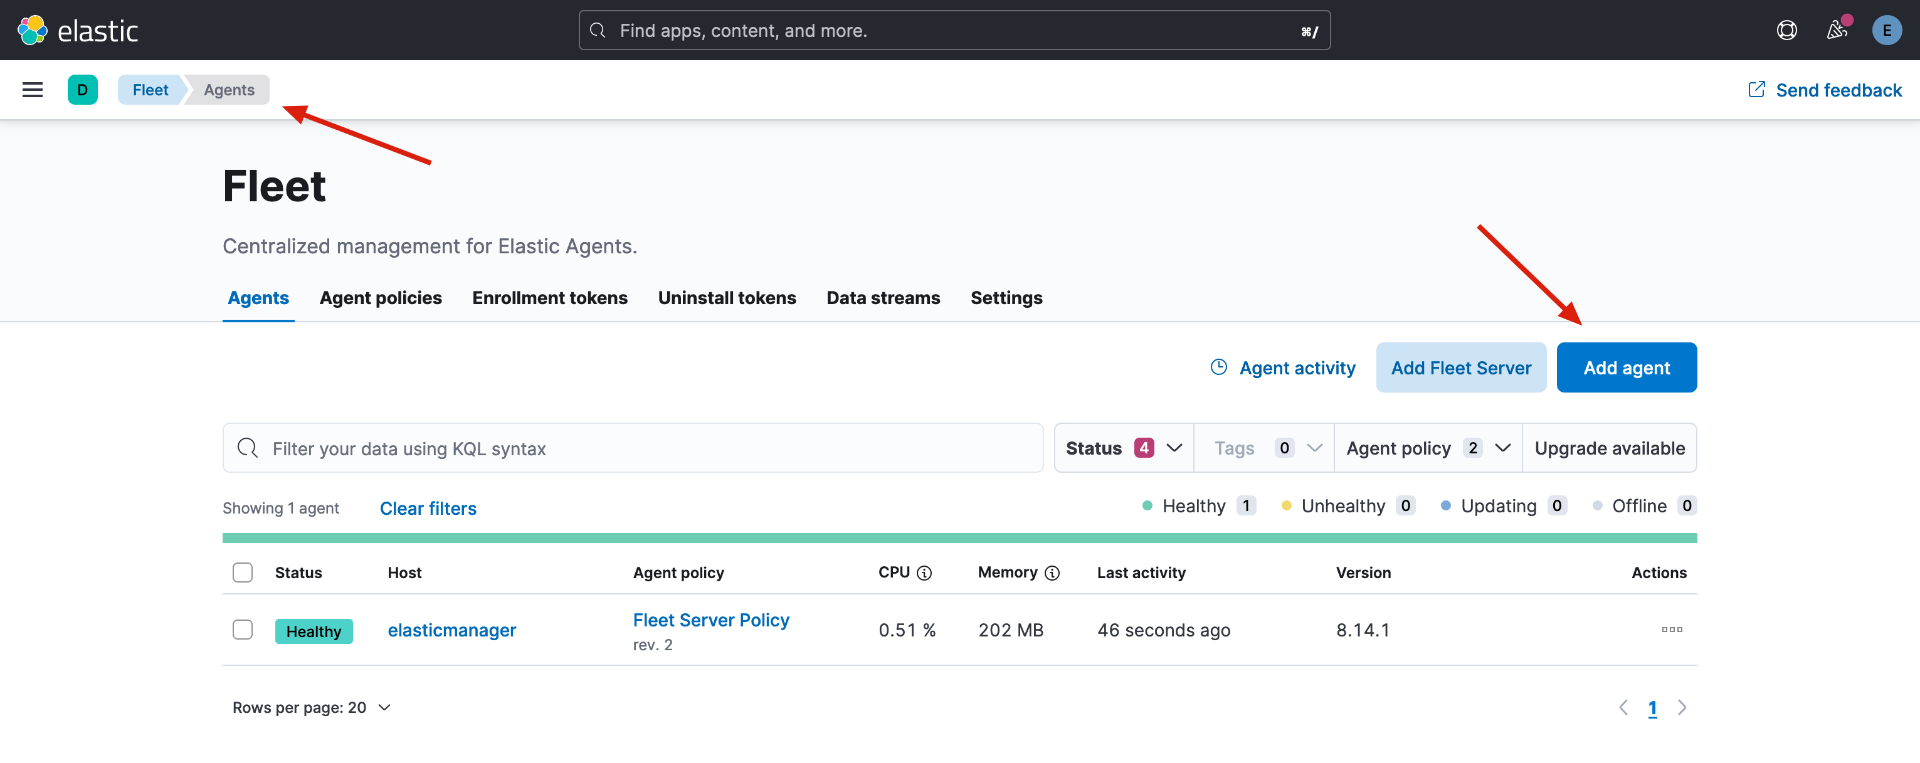 elastic
Find apps, content, and more.
⌘/
E
D
Fleet
Agents
Send feedback
Fleet
Centralized management for Elastic Agents.
Agents
Agent policies
Enrollment tokens
Uninstall tokens
Data streams
Settings
Agent activity
Add Fleet Server
Add agent
Filter your data using KQL syntax
Status 4
Tags 0
Agent policy 2
Upgrade available
Showing 1 agent
Clear filters
Healthy 1
Unhealthy 0
Updating 0
Offline 0
Status Host Agent policy CPU Memory Last activity Version Actions
Healthy elasticmanager Fleet Server Policy 0.51 % 202 MB 46 seconds ago 8.14.1
rev. 2
Rows per page: 20
1